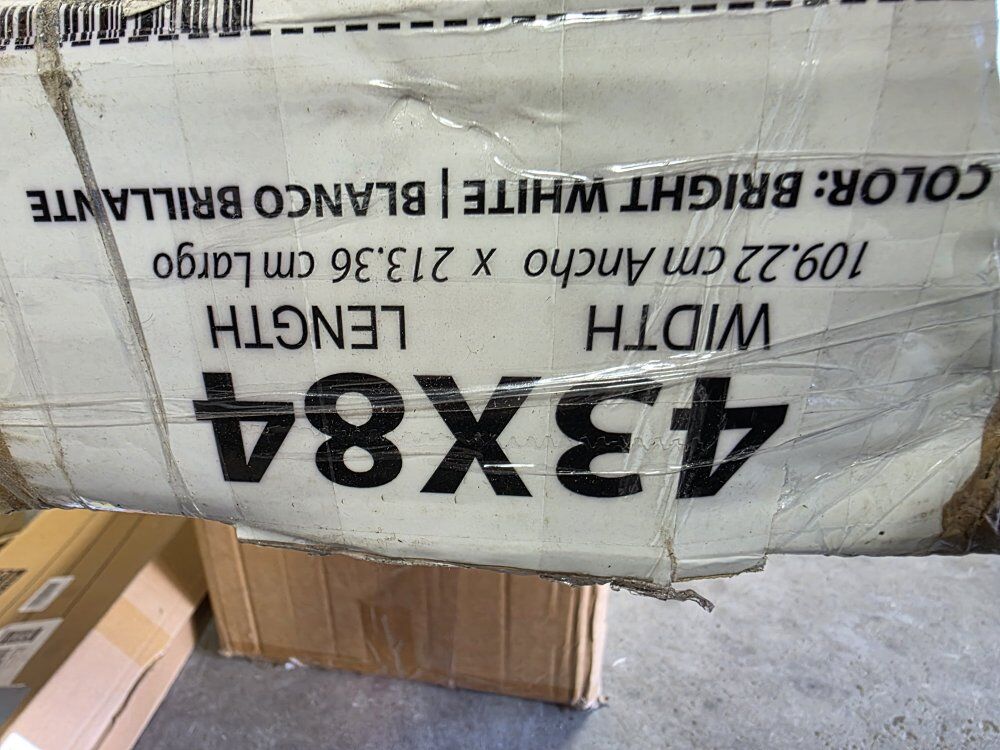 43X84
WIDTH LENGTH
109.22 cm Ancho x 213.36 cm Largo
COLOR: BRIGHT WHITE | BLANCO BRILLANTE